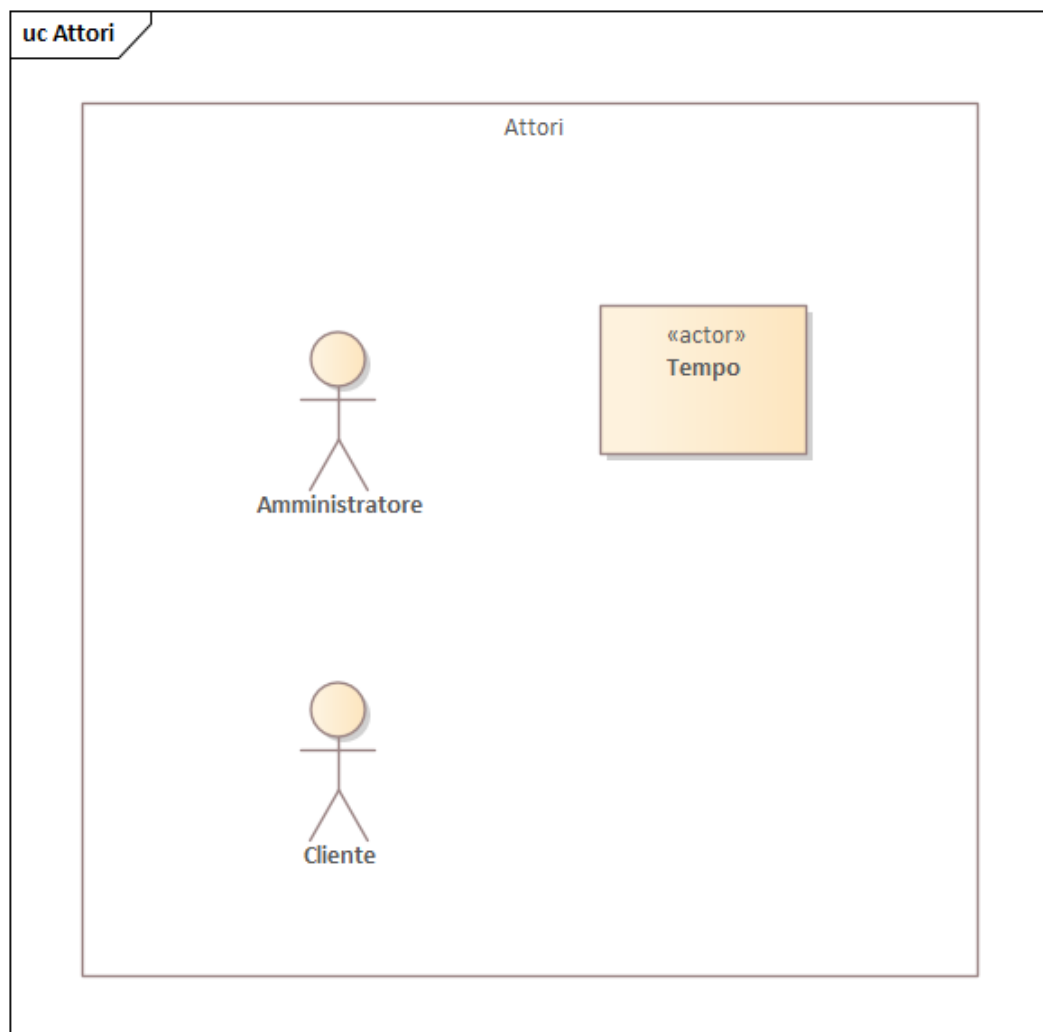 uc Attori
Attori
«actor»
Tempo
Amministratore
Cliente